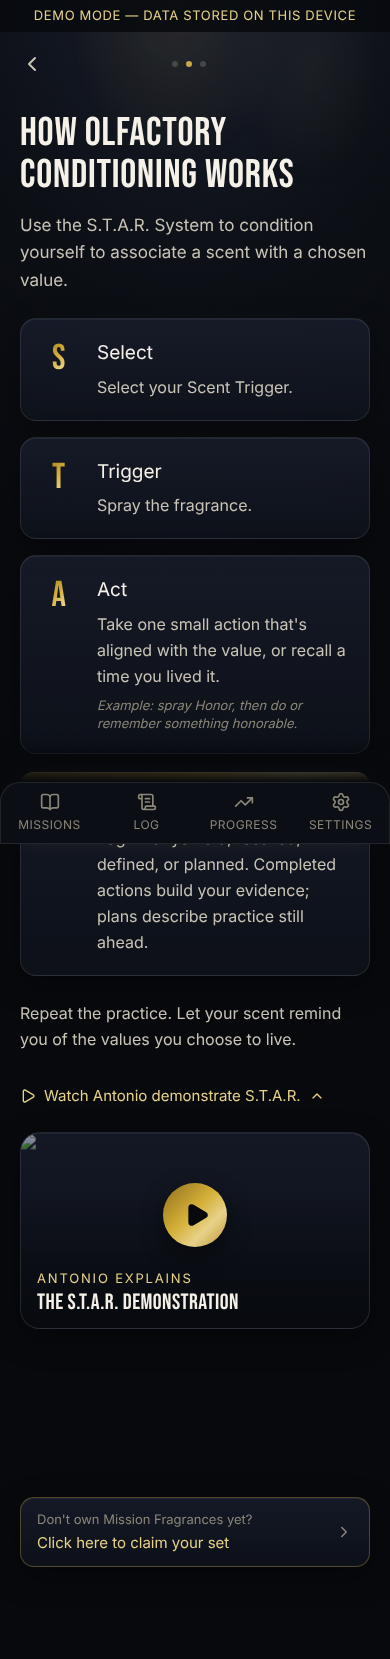 DEMO MODE — DATA STORED ON THIS DEVICE
HOW OLFACTORY
CONDITIONING WORKS
Use the S.T.A.R. System to condition
yourself to associate a scent with a chosen
value.
S
Select
Select your Scent Trigger.
T
Trigger
Spray the fragrance.
A
Act
Take one small action that's
aligned with the value, or recall a
time you lived it.
Example: spray Honor, then do or
remember something honorable.
MISSIONS
LOG
PROGRESS
SETTINGS
defined, or planned. Completed
actions build your evidence;
plans describe practice still
ahead.
Repeat the practice. Let your scent remind
you of the values you choose to live.
Watch Antonio demonstrate S.T.A.R.
ANTONIO EXPLAINS
THE S.T.A.R. DEMONSTRATION
Don't own Mission Fragrances yet?
Click here to claim your set